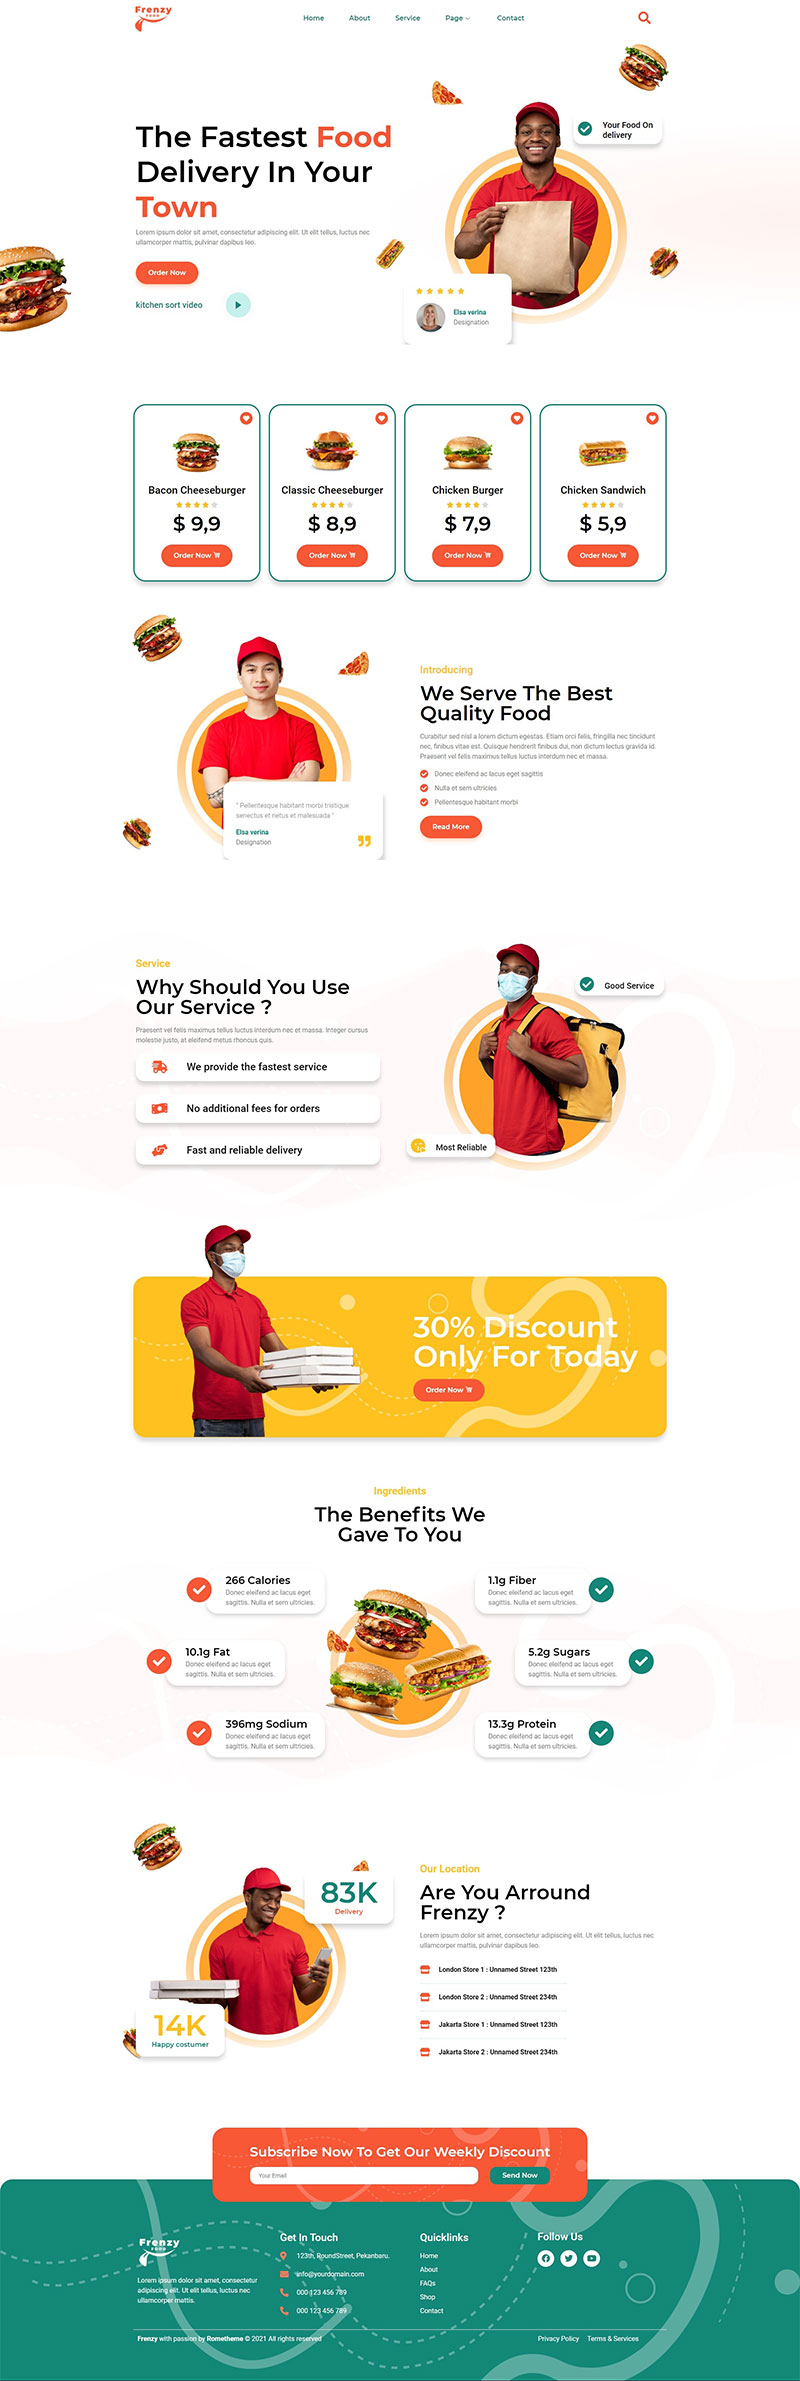 Frenzy
FOOD
Home
About
Service
Page
Contact
The Fastest Food
Delivery In Your
Town
Lorem ipsum dolor sit amet, consectetur adipiscing elit. Ut elit tellus, luctus nec
ullamcorper mattis, pulvinar dapibus leo.
Order Now
kitchen sort video
Your Food On
delivery
Elsa verina
Designation
Bacon Cheeseburger
$ 9,9
Order Now
Classic Cheeseburger
$ 8,9
Order Now
Chicken Burger
$ 7,9
Order Now
Chicken Sandwich
$ 5,9
Order Now
" Pellentesque habitant morbi tristique
senectus et netus et malesuada "
Elsa verina
Designation
Introducing
We Serve The Best
Quality Food
Curabitur sed nisl a lorem dictum egestas. Etiam orci felis, fringilla nec tincidunt
nec, finibus vitae est. Quisque hendrerit finibus dui, non dictum lectus gravida id.
Praesent vel felis maximus tellus luctus interdum nec et massa.
Donec eleifend ac lacus eget sagittis
Nulla et sem ultricies
Pellentesque habitant morbi
Read More
Service
Why Should You Use
Our Service ?
Praesent vel felis maximus tellus luctus interdum nec et massa. Integer cursus
molestie justo, at eleifend metus rhoncus quis.
We provide the fastest service
No additional fees for orders
Fast and reliable delivery
Good Service
Most Reliable
30% Discount
Only For Today
Order Now
Ingredients
The Benefits We
Gave To You
266 Calories
Donec eleifend ac lacus eget
sagittis. Nulla et sem ultricies.
10.1g Fat
Donec eleifend ac lacus eget
sagittis. Nulla et sem ultricies.
396mg Sodium
Donec eleifend ac lacus eget
sagittis. Nulla et sem ultricies.
1.1g Fiber
Donec eleifend ac lacus eget
sagittis. Nulla et sem ultricies.
5.2g Sugars
Donec eleifend ac lacus eget
sagittis. Nulla et sem ultricies.
13.3g Protein
Donec eleifend ac lacus eget
sagittis. Nulla et sem ultricies.
83K
Delivery
14K
Happy costumer
Our Location
Are You Arround
Frenzy ?
Lorem ipsum dolor sit amet, consectetur adipiscing elit. Ut elit tellus, luctus nec
ullamcorper mattis, pulvinar dapibus leo.
London Store 1 : Unnamed Street 123th
London Store 2 : Unnamed Street 234th
Jakarta Store 1 : Unnamed Street 123th
Jakarta Store 2 : Unnamed Street 234th
Subscribe Now To Get Our Weekly Discount
Your Email
Send Now
Frenzy
FOOD
Lorem ipsum dolor sit amet, consectetur
adipiscing elit. Ut elit tellus, luctus nec
ullamcorper mattis.
Get In Touch
123th, RoundStreet, Pekanbaru.
info@yourdomain.com
000 123 456 789
000 123 456 789
Quicklinks
Home
About
FAQs
Shop
Contact
Follow Us
Frenzy with passion by Rometheme © 2021 All rights reserved
Privacy Policy
Terms & Services